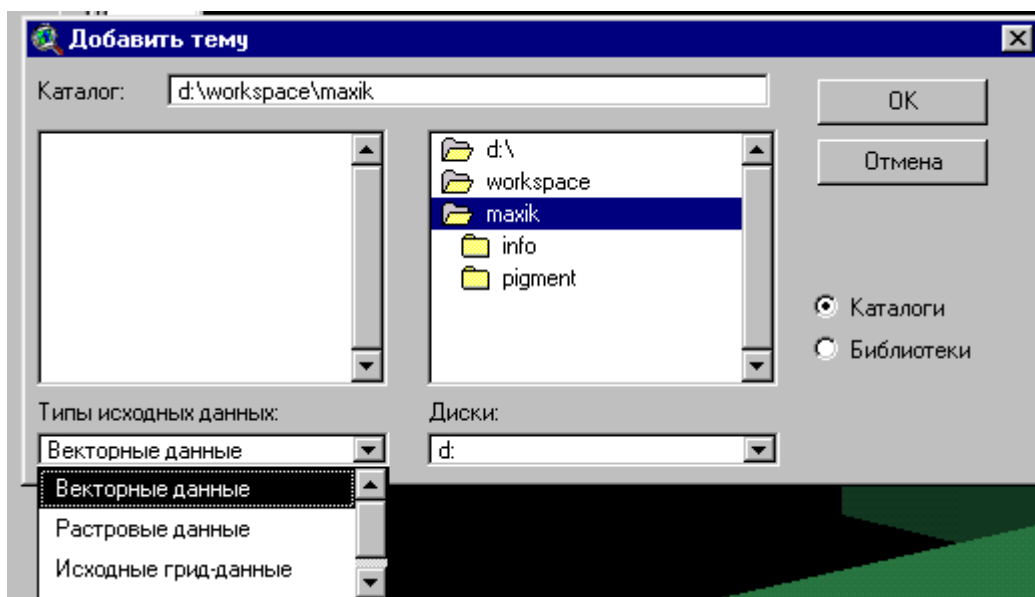 Добавить тему
Каталог: d:\workspace\maxik
OK
Отмена
d:\
workspace
maxik
info
pigment
Каталоги
Библиотеки
Типы исходных данных:
Диски:
Векторные данные
d:
Векторные данные
Растровые данные
Исходные грид-данные